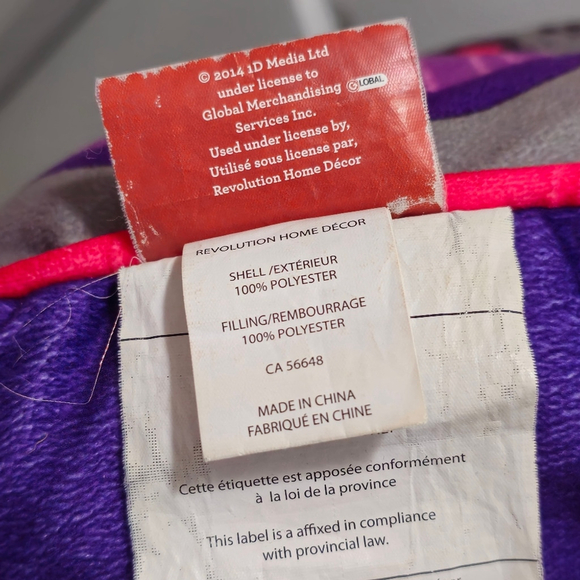 © 2014 1D Media Ltd
under license to
Global Merchandising
Services Inc.
GLOBAL
Used under license by,
Utilisé sous license par,
Revolution Home Décor
REVOLUTION HOME DÉCOR
SHELL /EXTÉRIEUR
100% POLYESTER
FILLING/REMBOURRAGE
100% POLYESTER
CA 56648
MADE IN CHINA
FABRIQUÉ EN CHINE
Cette étiquette est apposée conformément
à la loi de la province
This label is a affixed in compliance
with provincial law.